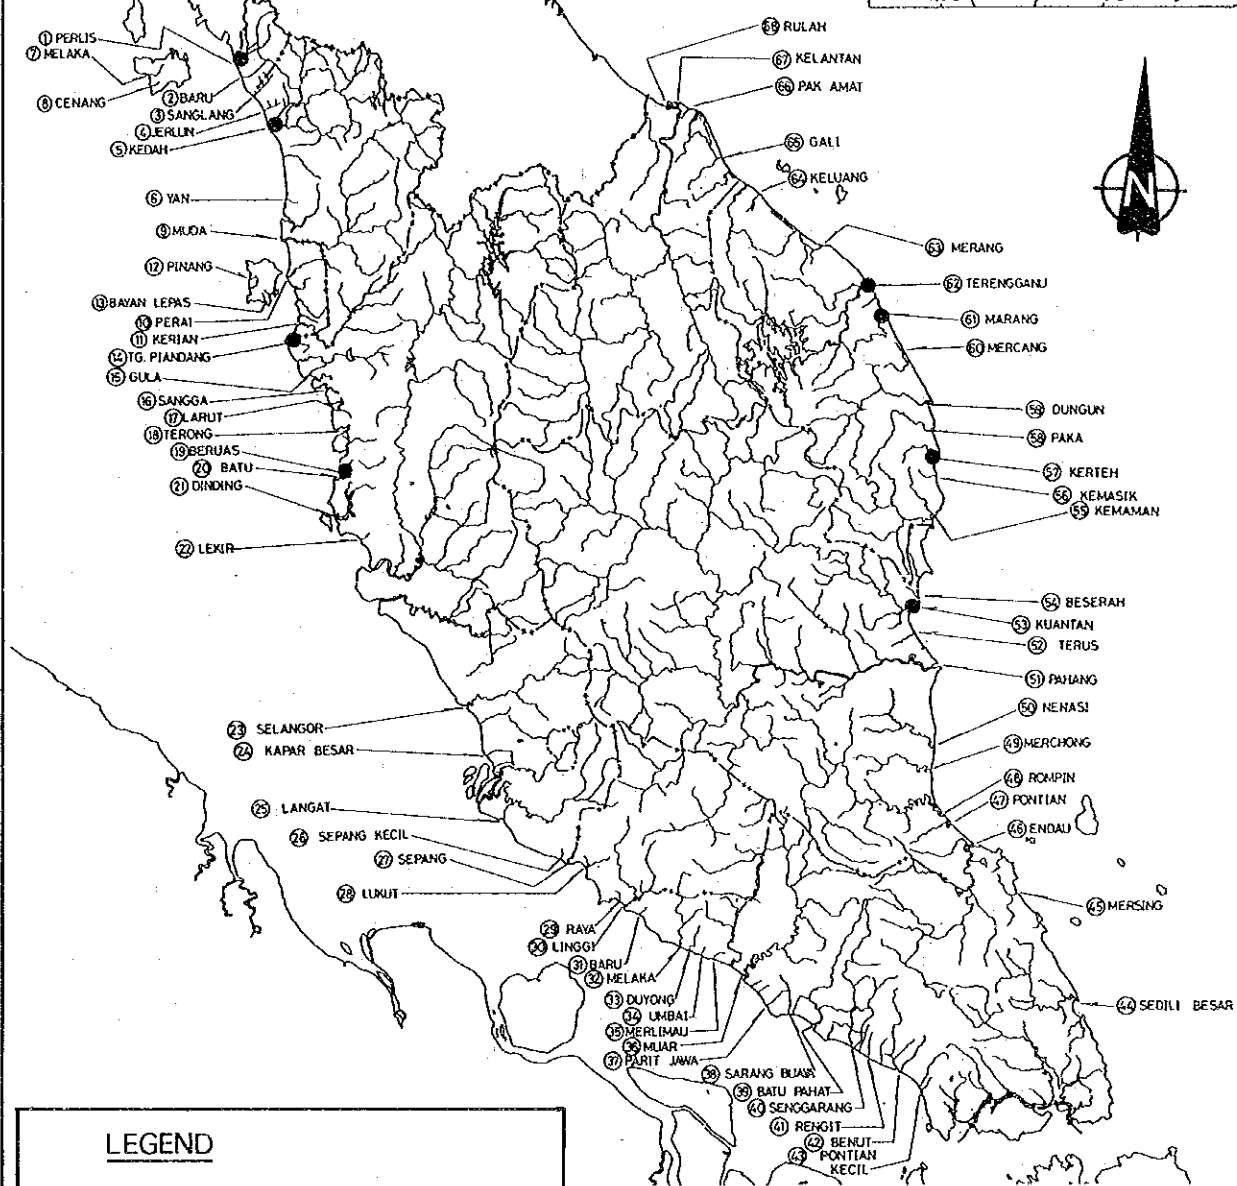 ① PERLIS
⑦ MELAKA
⑧ CENANG
② BARU
③ SANGLANG
④ JERLUN
⑤ KEDAH
⑥ YAN
⑨ MUDA
⑫ PINANG
⑬ BAYAN LEPAS
⑩ PERAI
⑪ KERIAN
⑭ TG. PIANDANG
⑮ GULA
⑯ SANGGA
⑰ LARUT
⑱ TERONG
⑲ BERUAS
⑳ BATU
㉑ DINDING
㉒ LEKIR
㉓ SELANGOR
㉔ KAPAR BESAR
㉕ LANGAT
㉖ SEPANG KECIL
㉗ SEPANG
㉘ LUKUT
㉙ RAYA
㉚ LINGGI
㉛ BARU
㉜ MELAKA
㉝ DUYONG
㉞ UMBAI
㉟ MERLIMAU
㊱ MUAR
㊲ PARIT JAWA
㊳ SARANG BUAYA
㊴ BATU PAHAT
㊵ SENGGARANG
㊶ RENGIT
㊷ BENUT
㊸ PONTIAN
KECIL
68 RULAH
67 KELANTAN
66 PAK AMAT
65 GALI
64 KELUANG
63 MERANG
62 TERENGGANU
61 MARANG
60 MERCANG
59 DUNGUN
58 PAKA
57 KERTEH
56 KEMASIK
55 KEMAMAN
54 BESERAH
53 KUANTAN
52 TERUS
51 PAHANG
㊿ NENASI
㊾ MERCHONG
48 ROMPIN
㊼ PONTIAN
㊻ ENDAU
㊺ MERSING
㊹ SEDILI BESAR
N
LEGEND